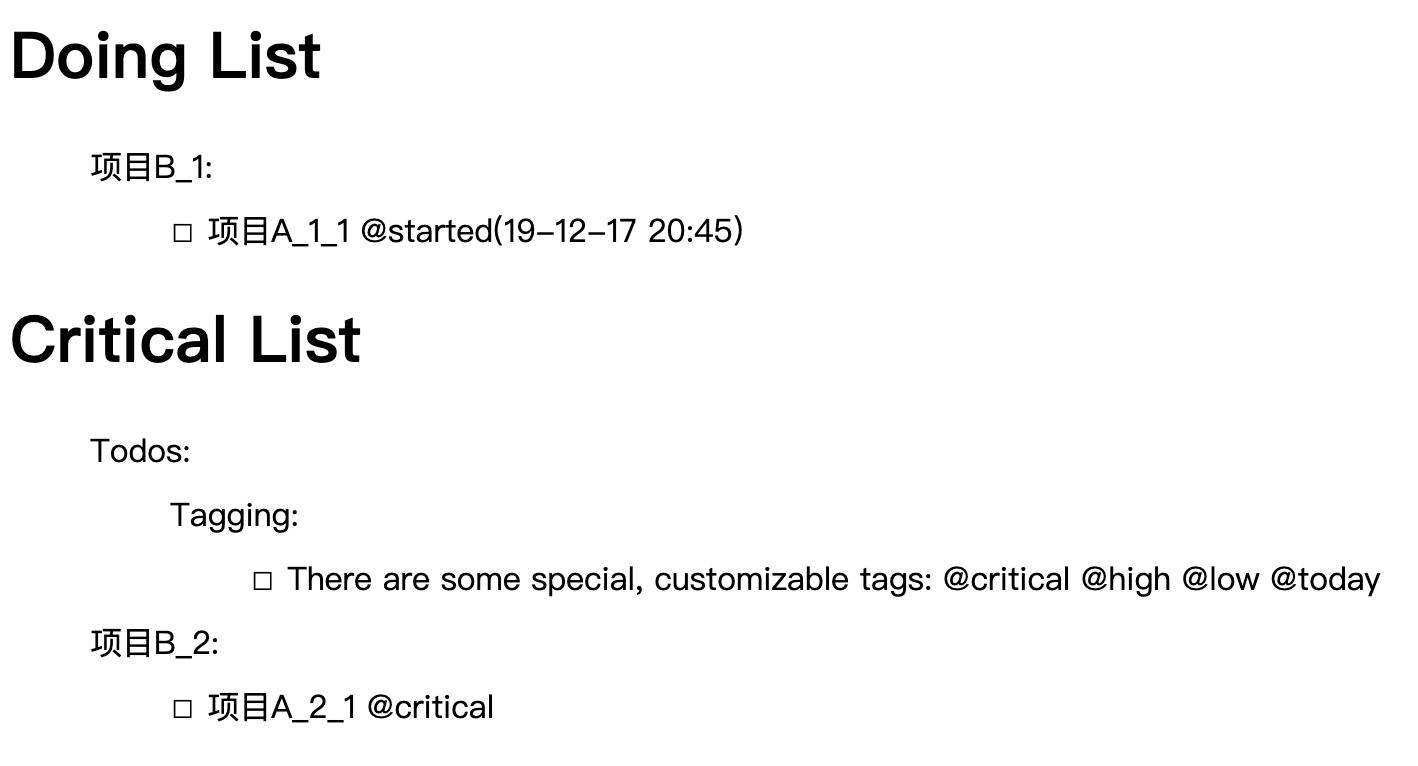 Doing List
项目B_1:
☐ 项目A_1_1 @started(19-12-17 20:45)
Critical List
Todos:
Tagging:
☐ There are some special, customizable tags: @critical @high @low @today
项目B_2:
☐ 项目A_2_1 @critical